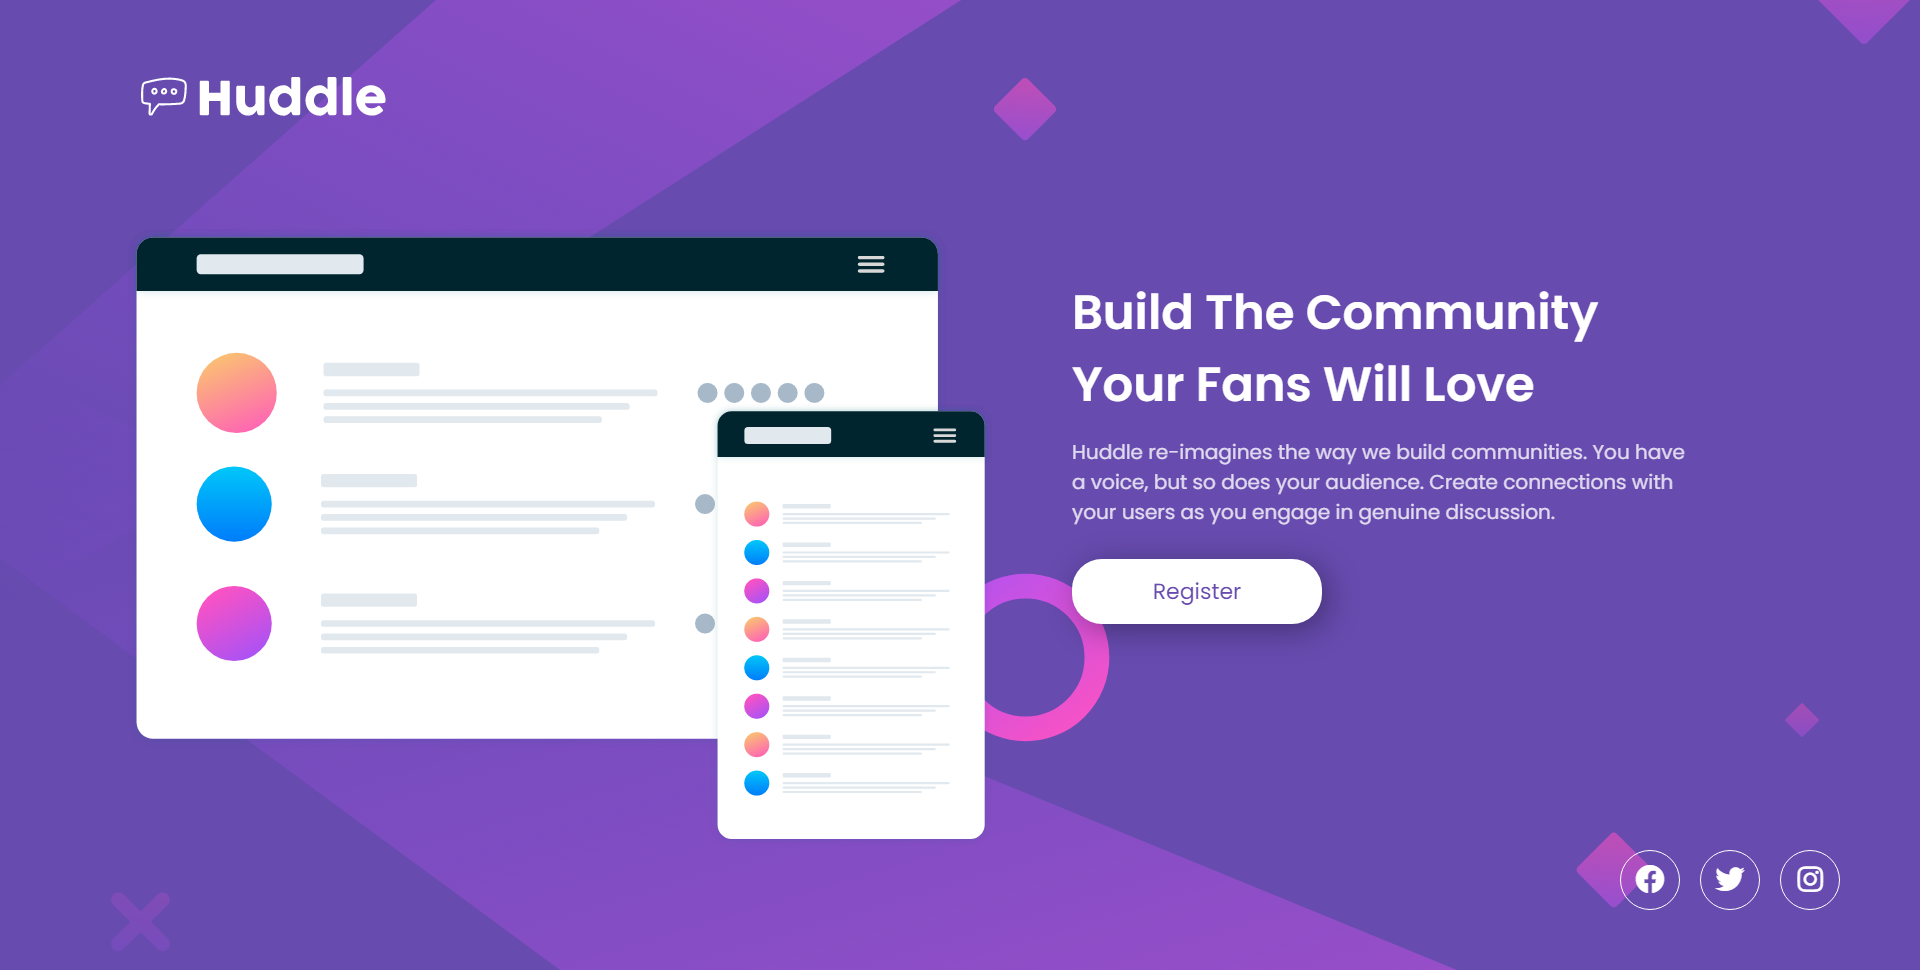 Huddle
Build The Community
Your Fans Will Love
Huddle re-imagines the way we build communities. You have
a voice, but so does your audience. Create connections with
your users as you engage in genuine discussion.
Register